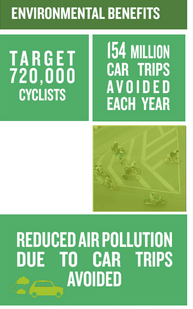 ENVIRONMENTAL BENEFITS
TARGET
720,000
CYCLISTS
154 MILLION
CAR TRIPS
AVOIDED
EACH YEAR
REDUCED AIR POLLUTION
DUE TO CAR TRIPS
AVOIDED